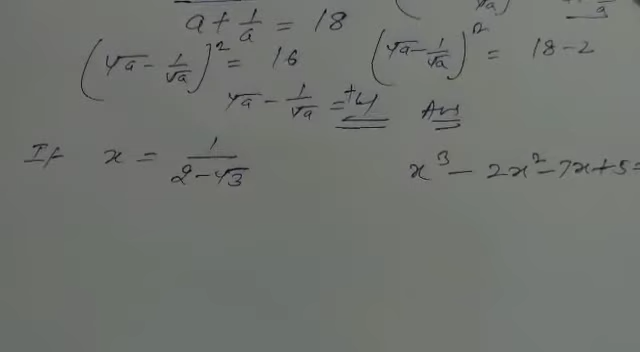 a + 1/a = 18
(√a - 1/√a)² = 16 (√a - 1/√a)² = 18 - 2
√a - 1/√a = ±4 Ans
If x = 1/(2-√3) x³ - 2x² - 7x + 5 =